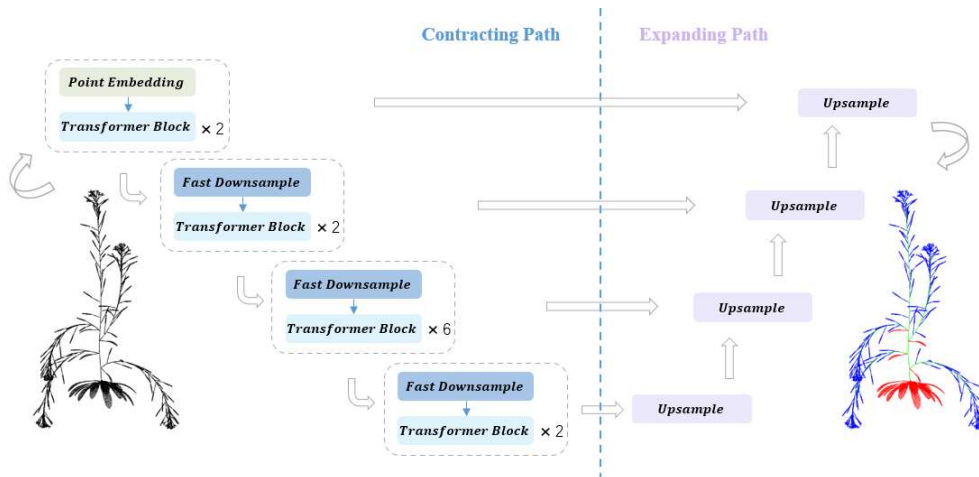 Contracting Path
Expanding Path
Point Embedding
Transformer Block × 2
Fast Downsample
Transformer Block × 2
Fast Downsample
Transformer Block × 6
Fast Downsample
Transformer Block × 2
Upsample
Upsample
Upsample
Upsample